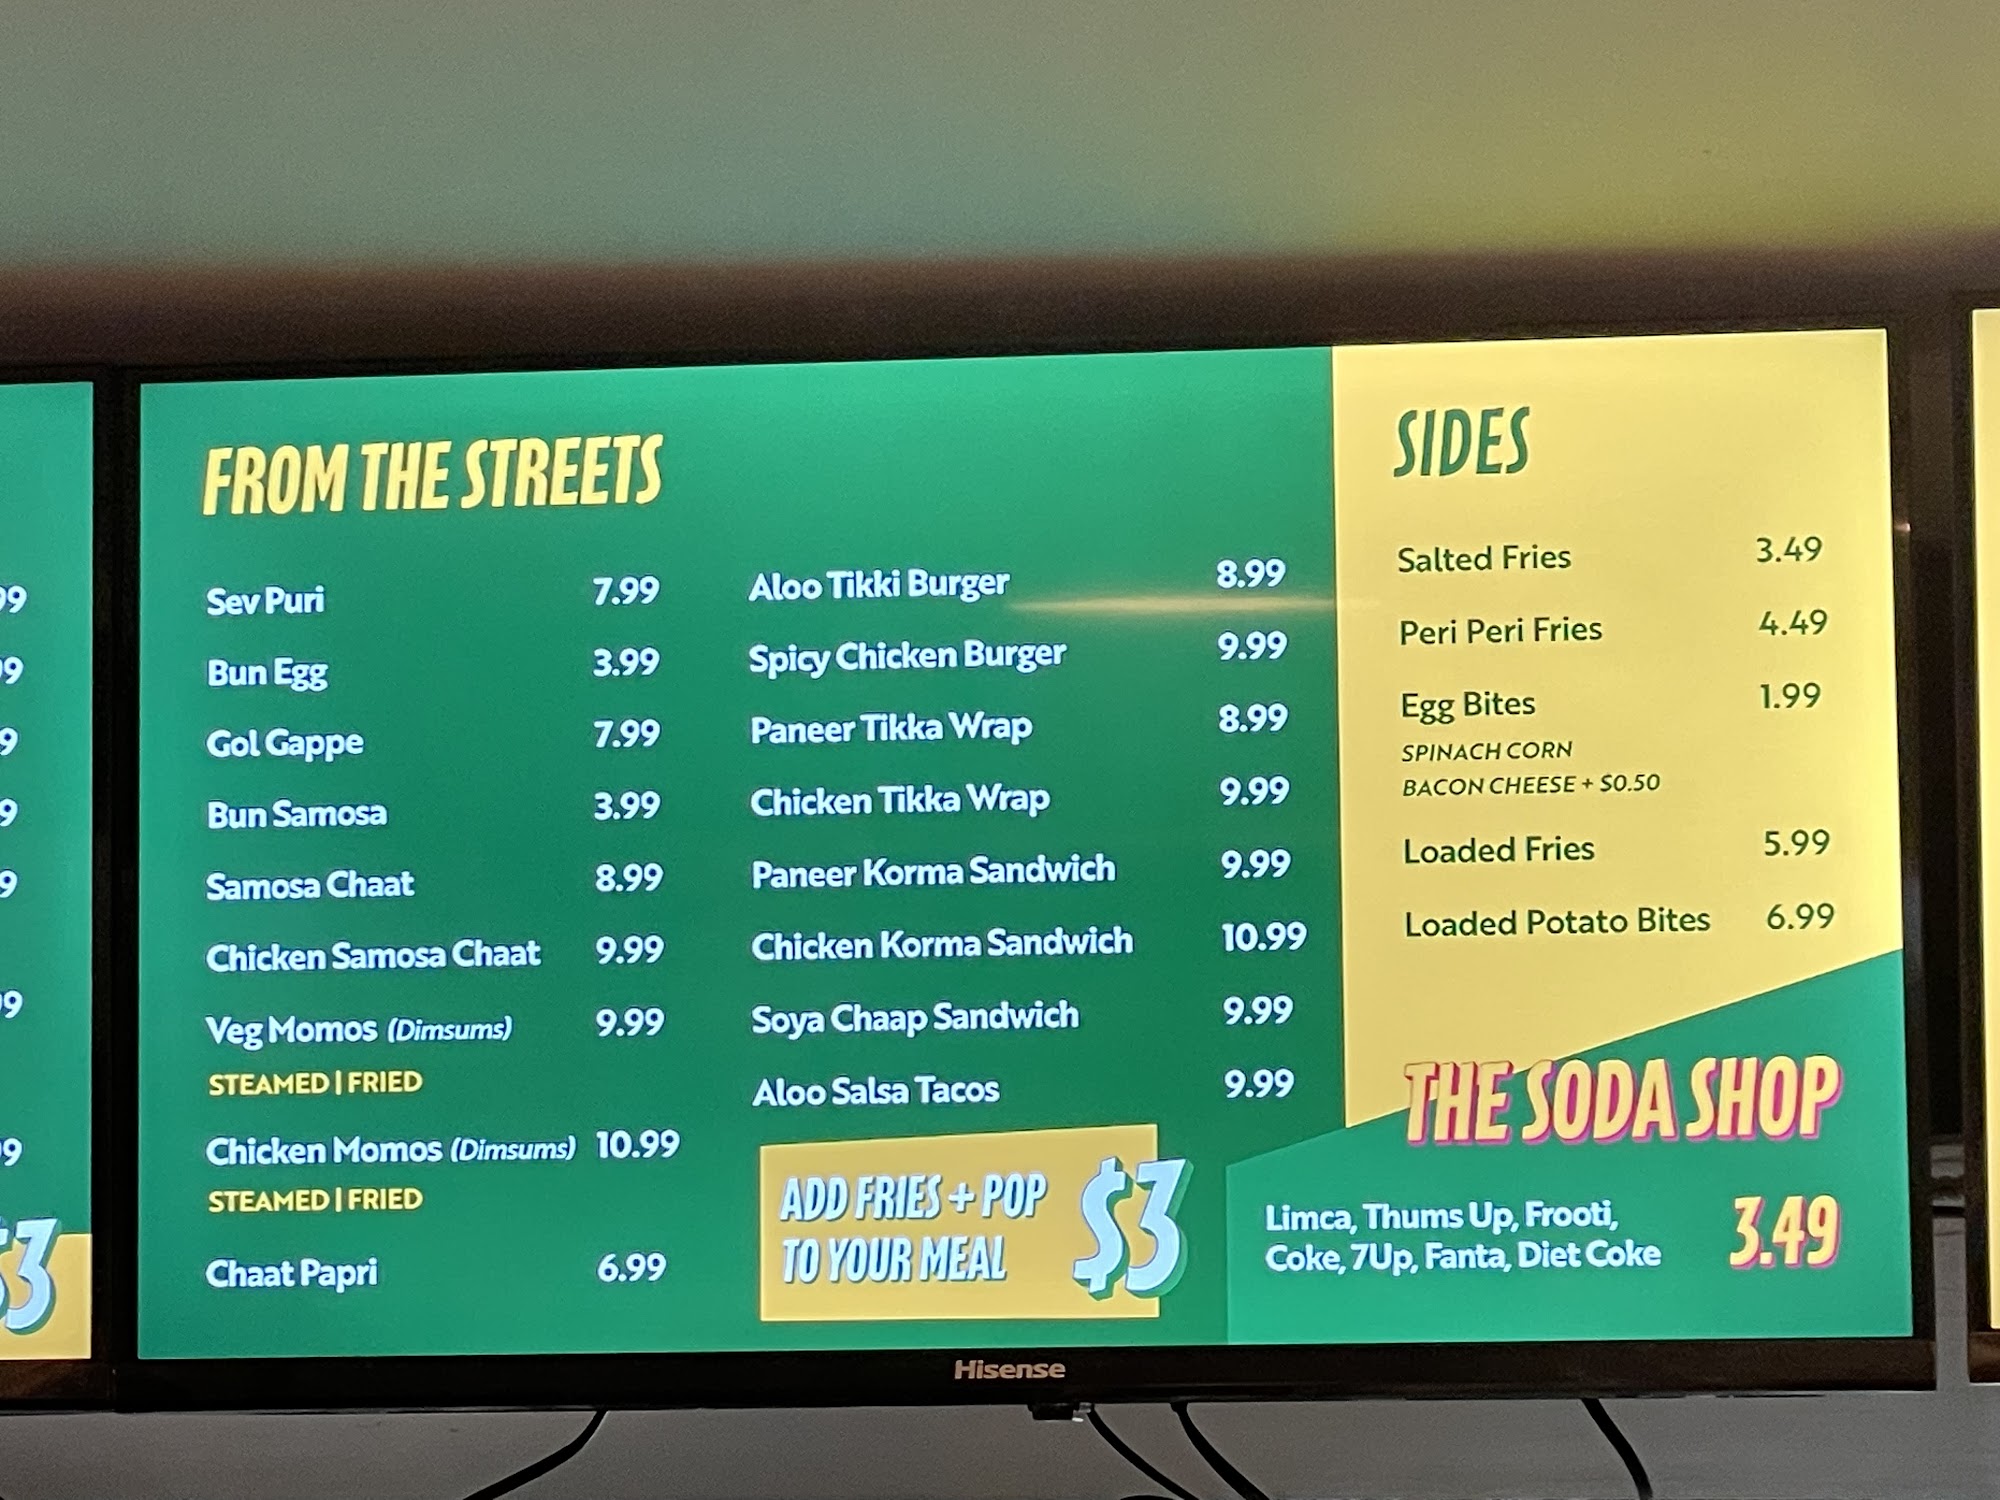 FROM THE STREETS
Sev Puri 7.99
Bun Egg 3.99
Gol Gappe 7.99
Bun Samosa 3.99
Samosa Chaat 8.99
Chicken Samosa Chaat 9.99
Veg Momos (Dimsums) 9.99
STEAMED | FRIED
Chicken Momos (Dimsums) 10.99
STEAMED | FRIED
Chaat Papri 6.99
Aloo Tikki Burger 8.99
Spicy Chicken Burger 9.99
Paneer Tikka Wrap 8.99
Chicken Tikka Wrap 9.99
Paneer Korma Sandwich 9.99
Chicken Korma Sandwich 10.99
Soya Chaap Sandwich 9.99
Aloo Salsa Tacos 9.99
ADD FRIES + POP
TO YOUR MEAL
$3
SIDES
Salted Fries 3.49
Peri Peri Fries 4.49
Egg Bites 1.99
SPINACH CORN
BACON CHEESE + $0.50
Loaded Fries 5.99
Loaded Potato Bites 6.99
THE SODA SHOP
Limca, Thums Up, Frooti,
Coke, 7Up, Fanta, Diet Coke
3.49
Hisense